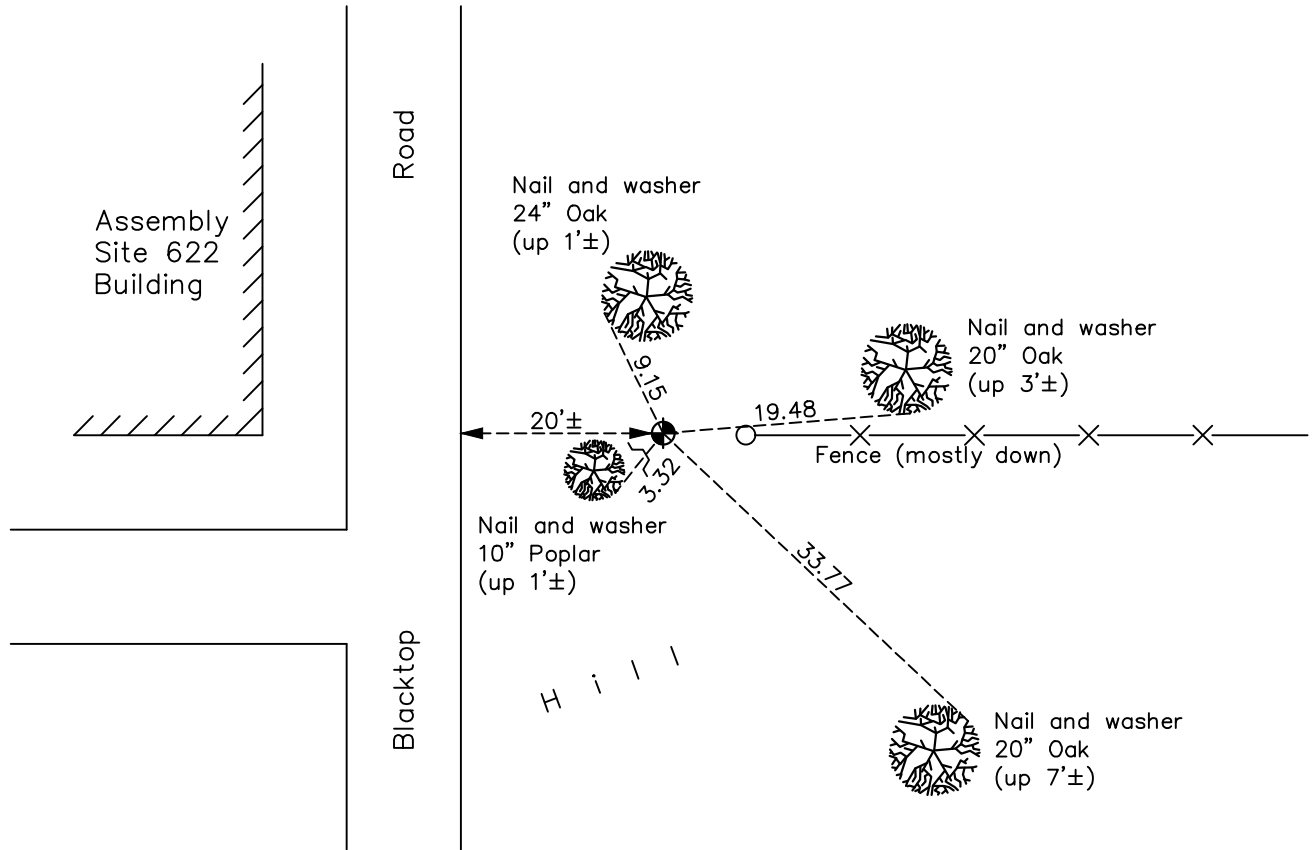 Road
Nail and washer
24” Oak
(up 1'±)
Assembly
Site 622
Building
Nail and washer
20” Oak
(up 3'±)
9.15
19.48
20'±
Fence (mostly down)
3.32
Nail and washer
10” Poplar
(up 1'±)
33.77
Hill
Blacktop
Nail and washer
20” Oak
(up 7'±)